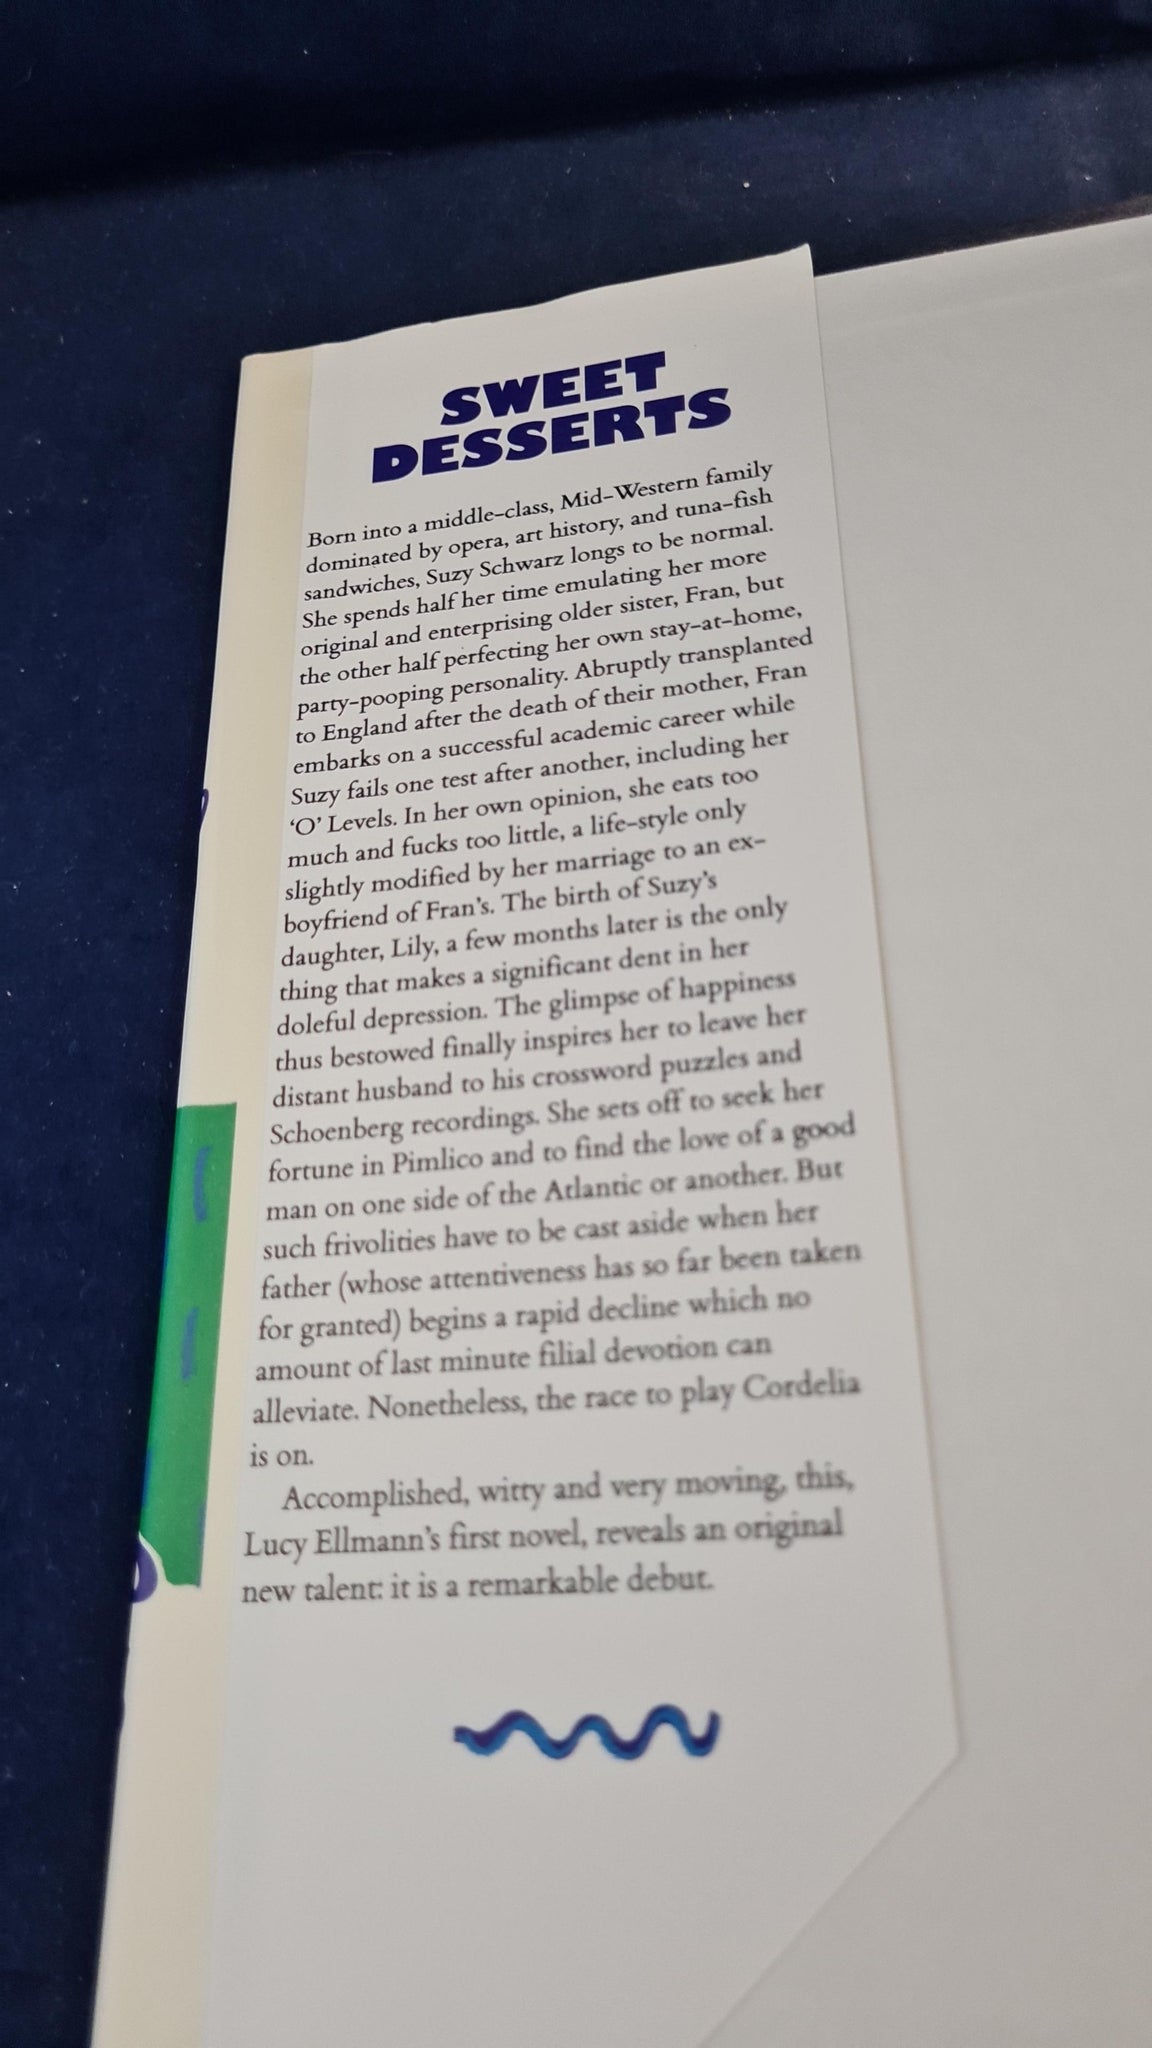 SWEET
DESSERTS
Born into a middle-class, Mid-Western family
dominated by opera, art history, and tuna-fish
sandwiches, Suzy Schwarz longs to be normal.
She spends half her time emulating her more
original and enterprising older sister, Fran, but
the other half perfecting her own stay-at-home,
party-pooping personality. Abruptly transplanted
to England after the death of their mother, Fran
embarks on a successful academic career while
Suzy fails one test after another, including her
‘O’ Levels. In her own opinion, she eats too
much and fucks too little, a life-style only
slightly modified by her marriage to an ex-
boyfriend of Fran’s. The birth of Suzy’s
daughter, Lily, a few months later is the only
thing that makes a significant dent in her
doleful depression. The glimpse of happiness
thus bestowed finally inspires her to leave her
distant husband to his crossword puzzles and
Schoenberg recordings. She sets off to seek her
fortune in Pimlico and to find the love of a good
man on one side of the Atlantic or another. But
such frivolities have to be cast aside when her
father (whose attentiveness has so far been taken
for granted) begins a rapid decline which no
amount of last minute filial devotion can
alleviate. Nonetheless, the race to play Cordelia
is on.
Accomplished, witty and very moving, this,
Lucy Ellmann’s first novel, reveals an original
new talent: it is a remarkable debut.